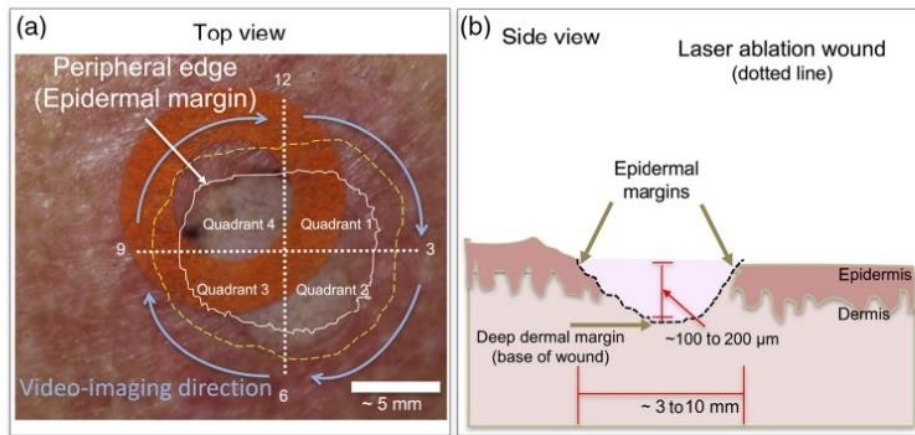 (a)
Top view
Peripheral edge
(Epidermal margin)
12
Quadrant 4
Quadrant 1
9
3
Quadrant 3
Quadrant 2
Video-imaging direction
6
~ 5 mm
(b)
Side view
Laser ablation wound
(dotted line)
Epidermal
margins
Epidermis
Dermis
Deep dermal margin
(base of wound)
~100 to 200 µm
~ 3 to 10 mm